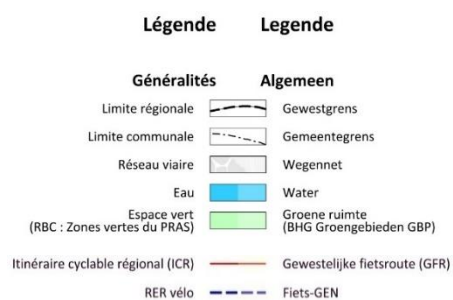 Légende Legende
Généralités Algemeen
Limite régionale Gewestgrens
Limite communale Gemeentegrens
Réseau viaire Wegennet
Eau Water
Espace vert Groene ruimte
(RBC : Zones vertes du PRAS) (BHG Groengebieden GBP)
Itinéraire cyclable régional (ICR) Gewestelijke fietsroute (GFR)
RER vélo Fiets-GEN